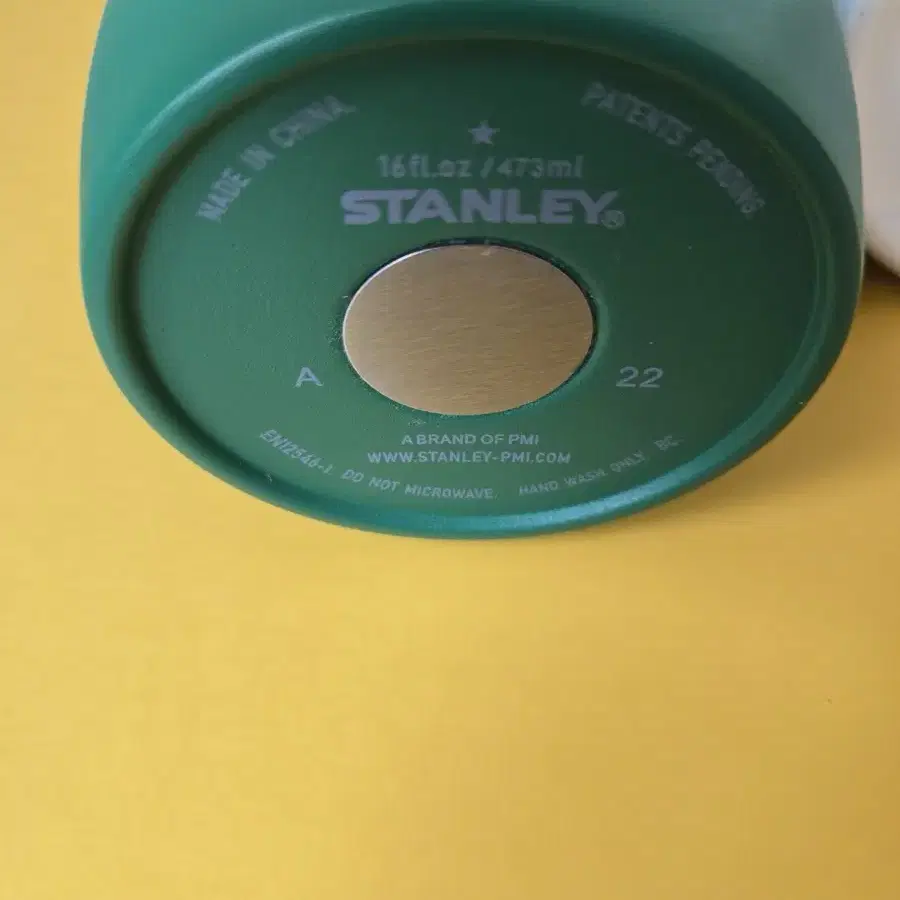 MADE IN CHINA.
PATENTS PENDING.
16fl.oz / 473ml
STANLEY®
A 22
A BRAND OF PMI
WWW.STANLEY-PMI.COM
EN12546-1. DO NOT MICROWAVE. HAND WASH ONLY. BC.